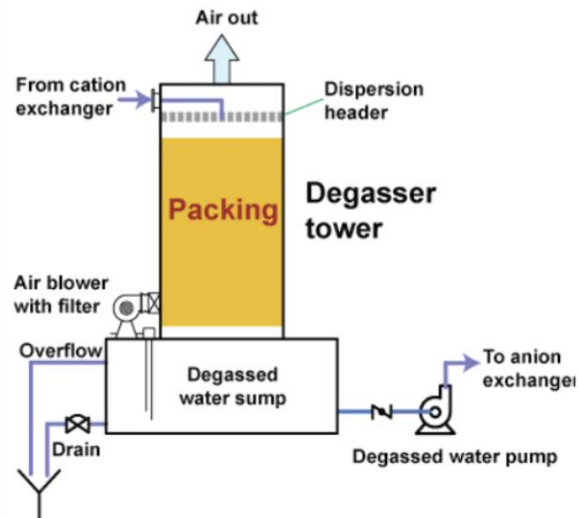 Air out
From cation
exchanger
Dispersion
header
Packing
Degasser
tower
Air blower
with filter
Overflow
Degassed
water sump
To anion
exchanger
Drain
Degassed water pump